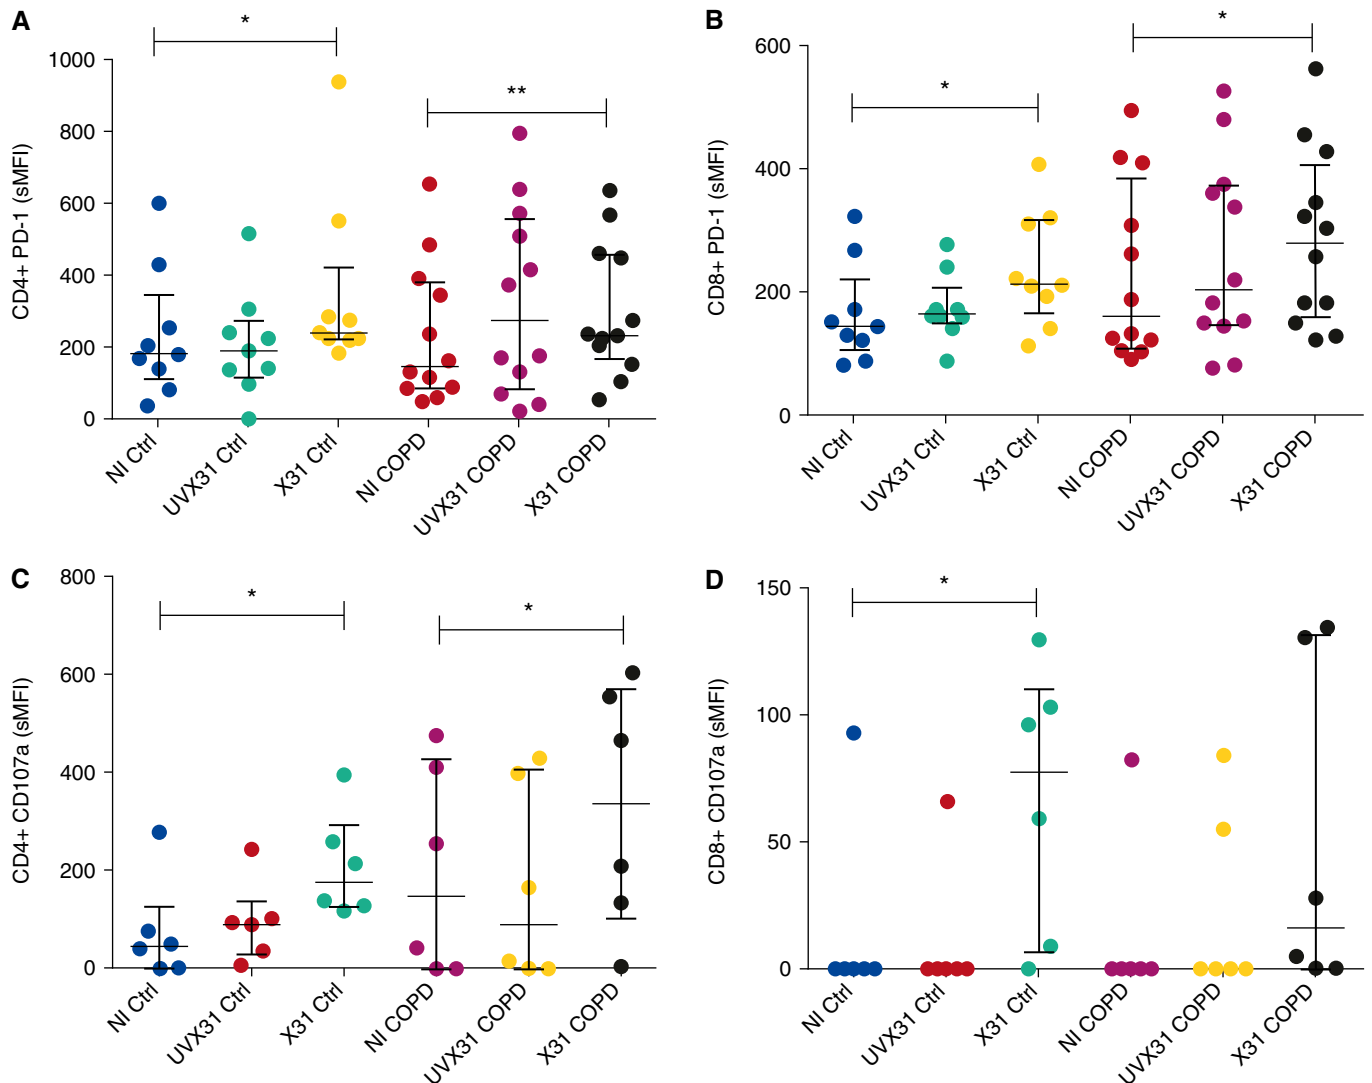 A
*
**
CD4+ PD-1 (sMFI)
1000
800
600
400
200
0
NI Ctrl
UVX31 Ctrl
X31 Ctrl
NI COPD
UVX31 COPD
X31 COPD
B
*
*
CD8+ PD-1 (sMFI)
600
400
200
0
NI Ctrl
UVX31 Ctrl
X31 Ctrl
NI COPD
UVX31 COPD
X31 COPD
C
*
*
CD4+ CD107a (sMFI)
800
600
400
200
0
NI Ctrl
UVX31 Ctrl
X31 Ctrl
NI COPD
UVX31 COPD
X31 COPD
D
*
CD8+ CD107a (sMFI)
150
100
50
0
NI Ctrl
UVX31 Ctrl
X31 Ctrl
NI COPD
UVX31 COPD
X31 COPD